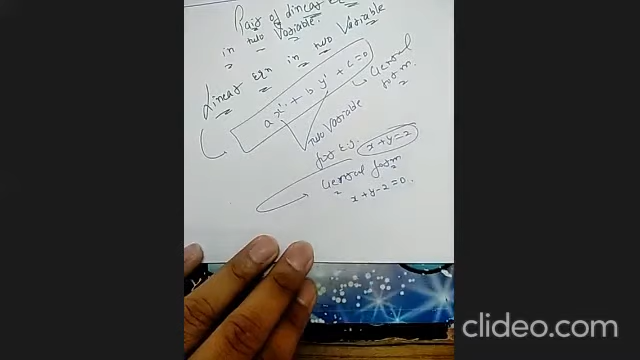 Pair of Linear Eqn
in two Variable.
Linear eqn in two Variable
ax' + by' + c = 0
General form.
two Variable
for e.g. x + y = 2
General form
x + y - 2 = 0.
clideo.com